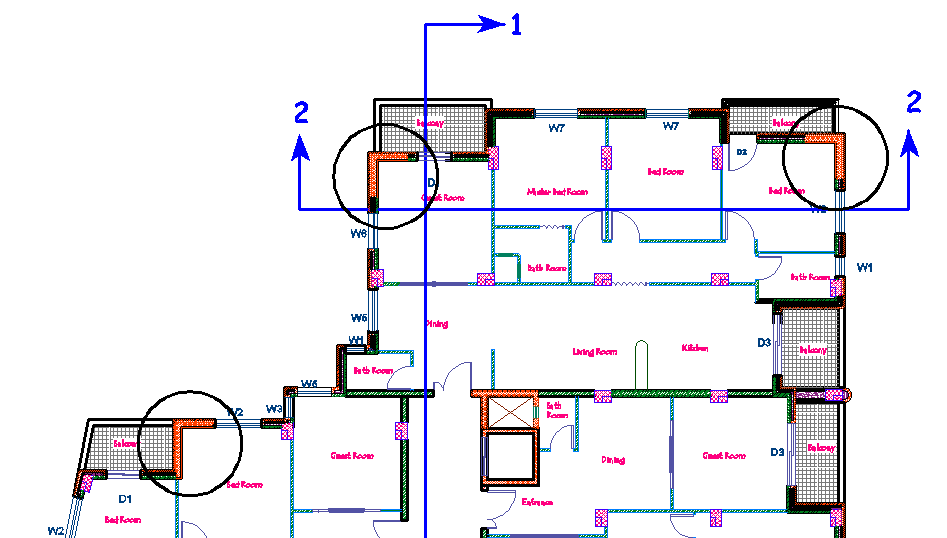 1
2
2
Balcony
Balcony
W7
W7
D2
D
Guest Room
Master Bed Room
Bed Room
Bed Room
W6
Bath Room
Bath Room
W1
W5
Dining
W1
Living Room
Kitchen
D3
Balcony
Bath Room
W6
W3
W2
Bath
Room
Balcony
Guest Room
Dining
Guest Room
D3
Balcony
Bed Room
D1
Entrance
W2
Bed Room